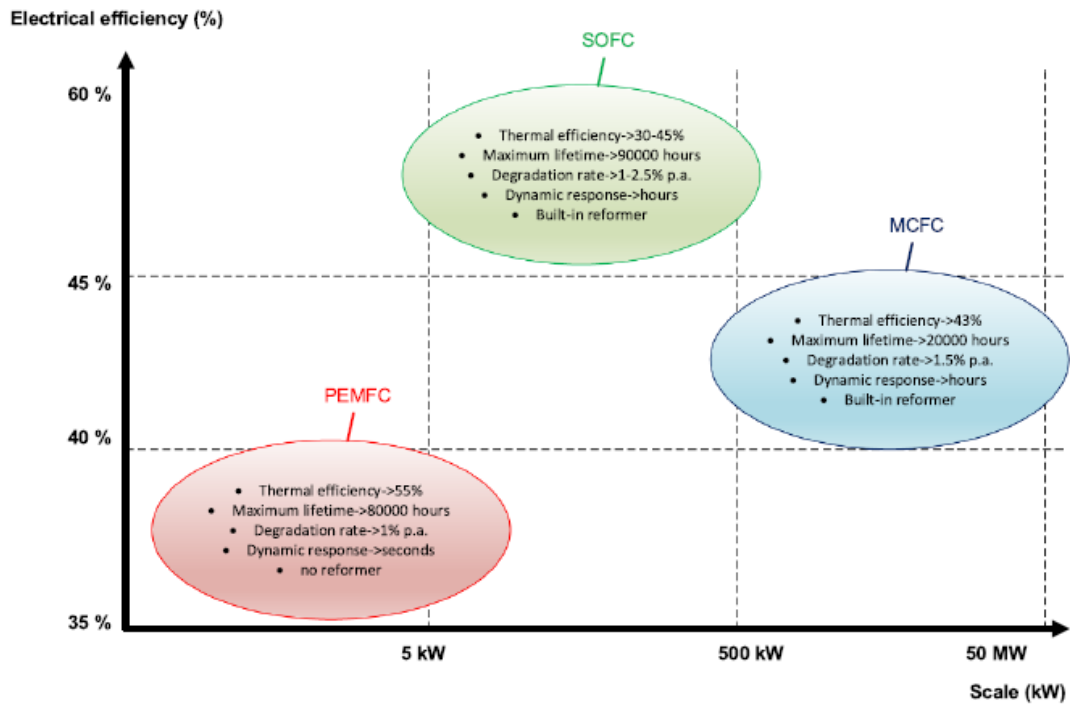 Electrical efficiency (%)
SOFC
60 %
• Thermal efficiency->30-45%
• Maximum lifetime->90000 hours
• Degradation rate->1-2.5% p.a.
• Dynamic response->hours
• Built-in reformer
MCFC
45 %
• Thermal efficiency->43%
• Maximum lifetime->20000 hours
• Degradation rate->1.5% p.a.
• Dynamic response->hours
• Built-in reformer
PEMFC
40 %
• Thermal efficiency->55%
• Maximum lifetime->80000 hours
• Degradation rate->1% p.a.
• Dynamic response->seconds
• no reformer
35 %
5 kW
500 kW
50 MW
Scale (kW)